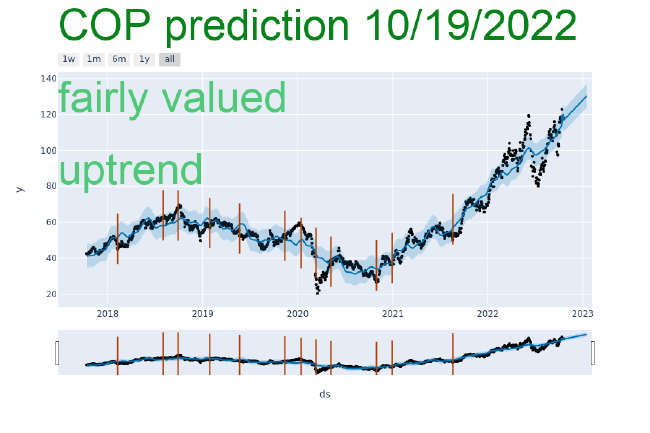 COP prediction 10/19/2022
1w 1m 6m 1y all
fairly valued
uptrend
140
120
100
80
60
40
20
y
2018 2019 2020 2021 2022 2023
ds